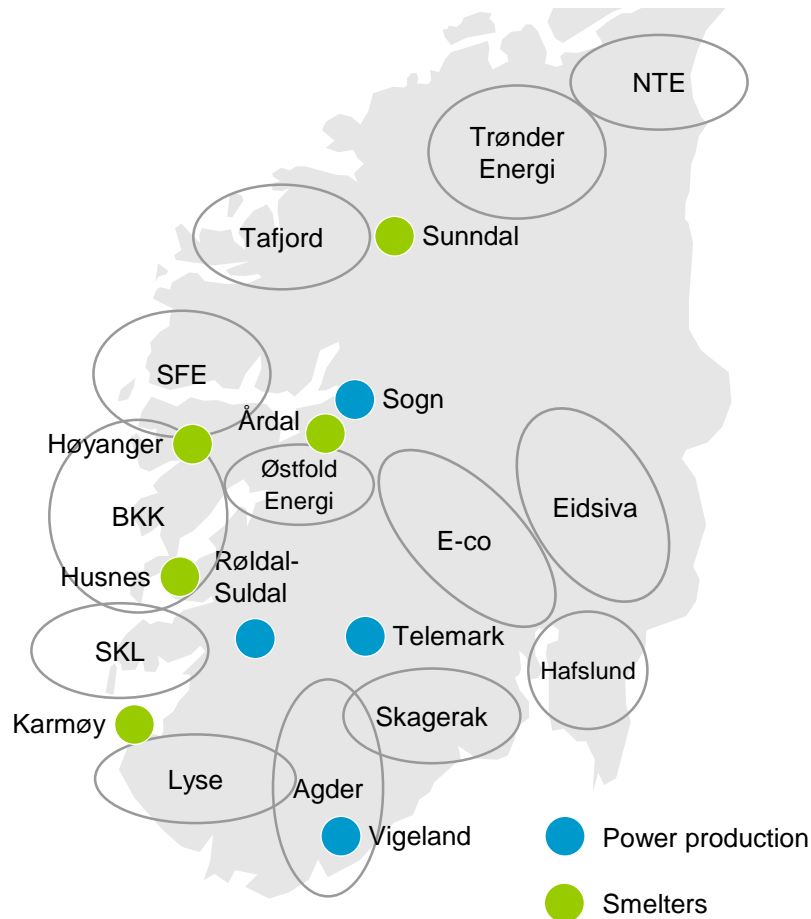 NTE
Trønder
Energi
Tafjord
Sunndal
SFE
Sogn
Årdal
Høyanger
Østfold
Energi
Eidsiva
BKK
E-co
Røldal-
Suldal
Husnes
Telemark
SKL
Hafslund
Skagerak
Karmøy
Lyse
Agder
Vigeland
Power production
Smelters